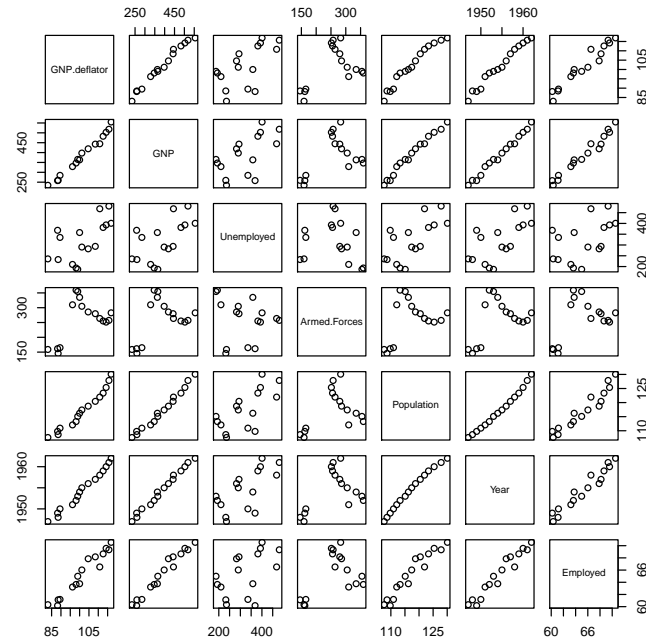 250 450
150 300
1950 1960
GNP.deflator
85 105
250 450
GNP
Unemployed
200 400
150 300
Armed.Forces
Population
110 125
1950 1960
Year
Employed
60 66
85 105
200 400
110 125
60 66